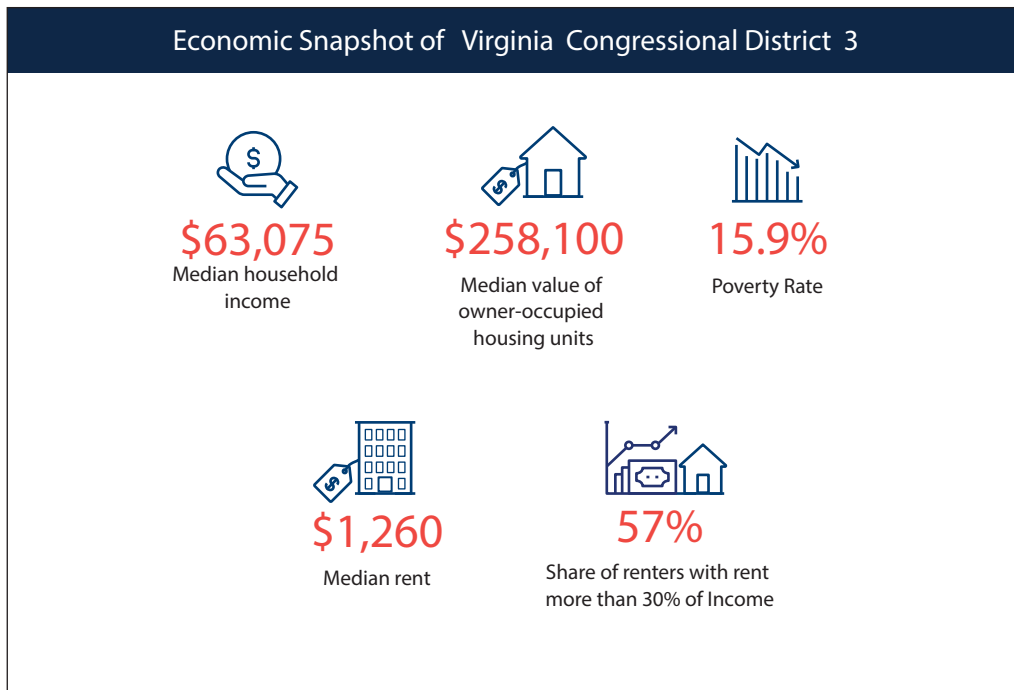 Economic Snapshot of Virginia Congressional District 3
$
$
$63,075
$258,100
15.9%
Median household
income
Median value of
owner-occupied
housing units
Poverty Rate
$
$1,260
57%
Median rent
Share of renters with rent
more than 30% of Income